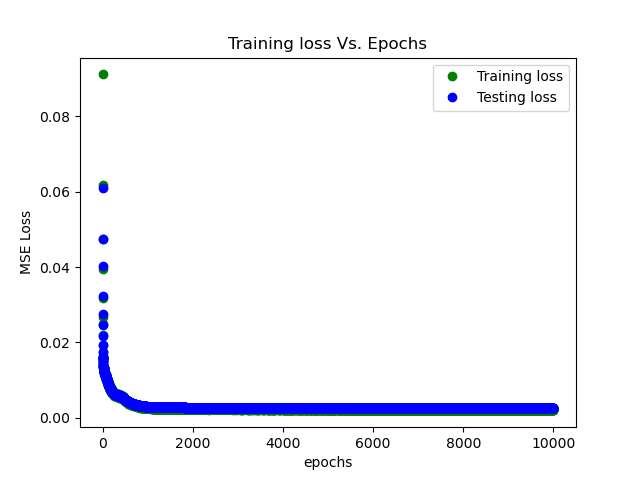 Training loss Vs. Epochs
Training loss
Testing loss
MSE Loss
0.08
0.06
0.04
0.02
0.00
0
2000
4000
6000
8000
10000
epochs